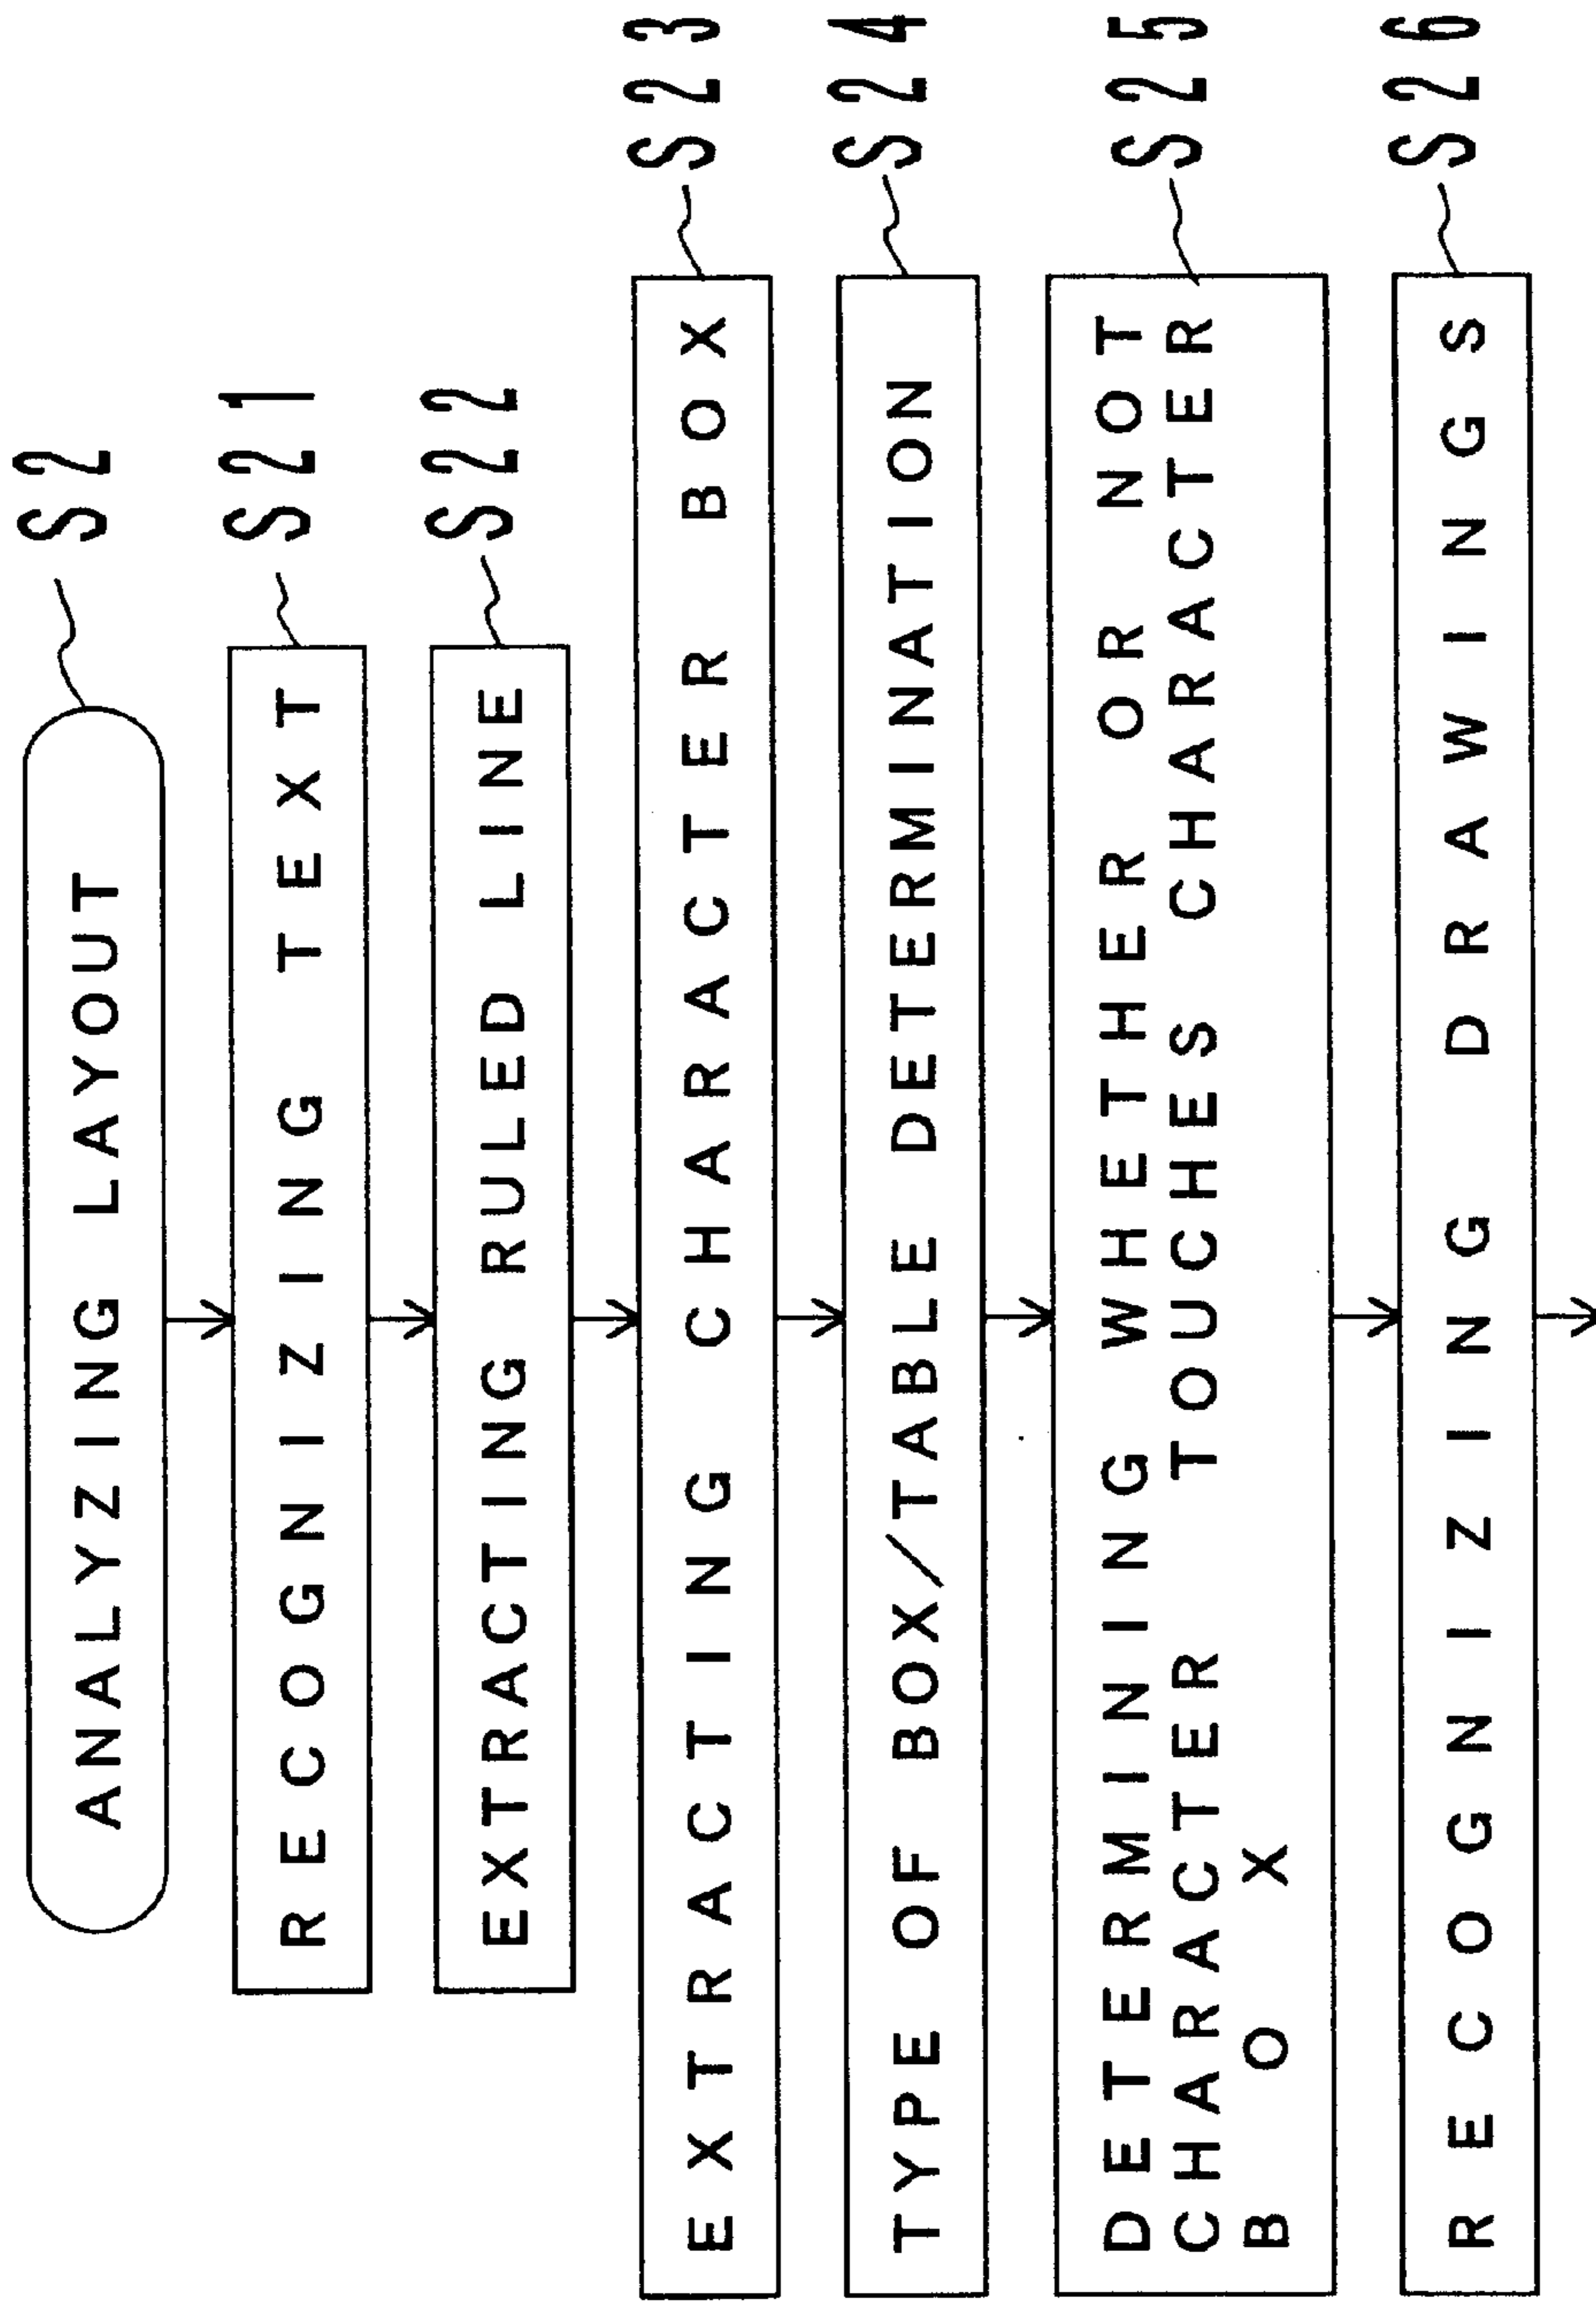 ANALYZING LAYOUT
S2
RECOGNIZING TEXT
S21
EXTRACTING RULED LINE
S22
EXTRACTING CHARACTER BOX
S23
TYPE OF BOX/TABLE DETERMINATION
S24
DETERMINING WHETHER OR NOT
CHARACTER TOUCHES CHARACTER
BOX
S25
RECOGNIZING DRAWINGS
S26